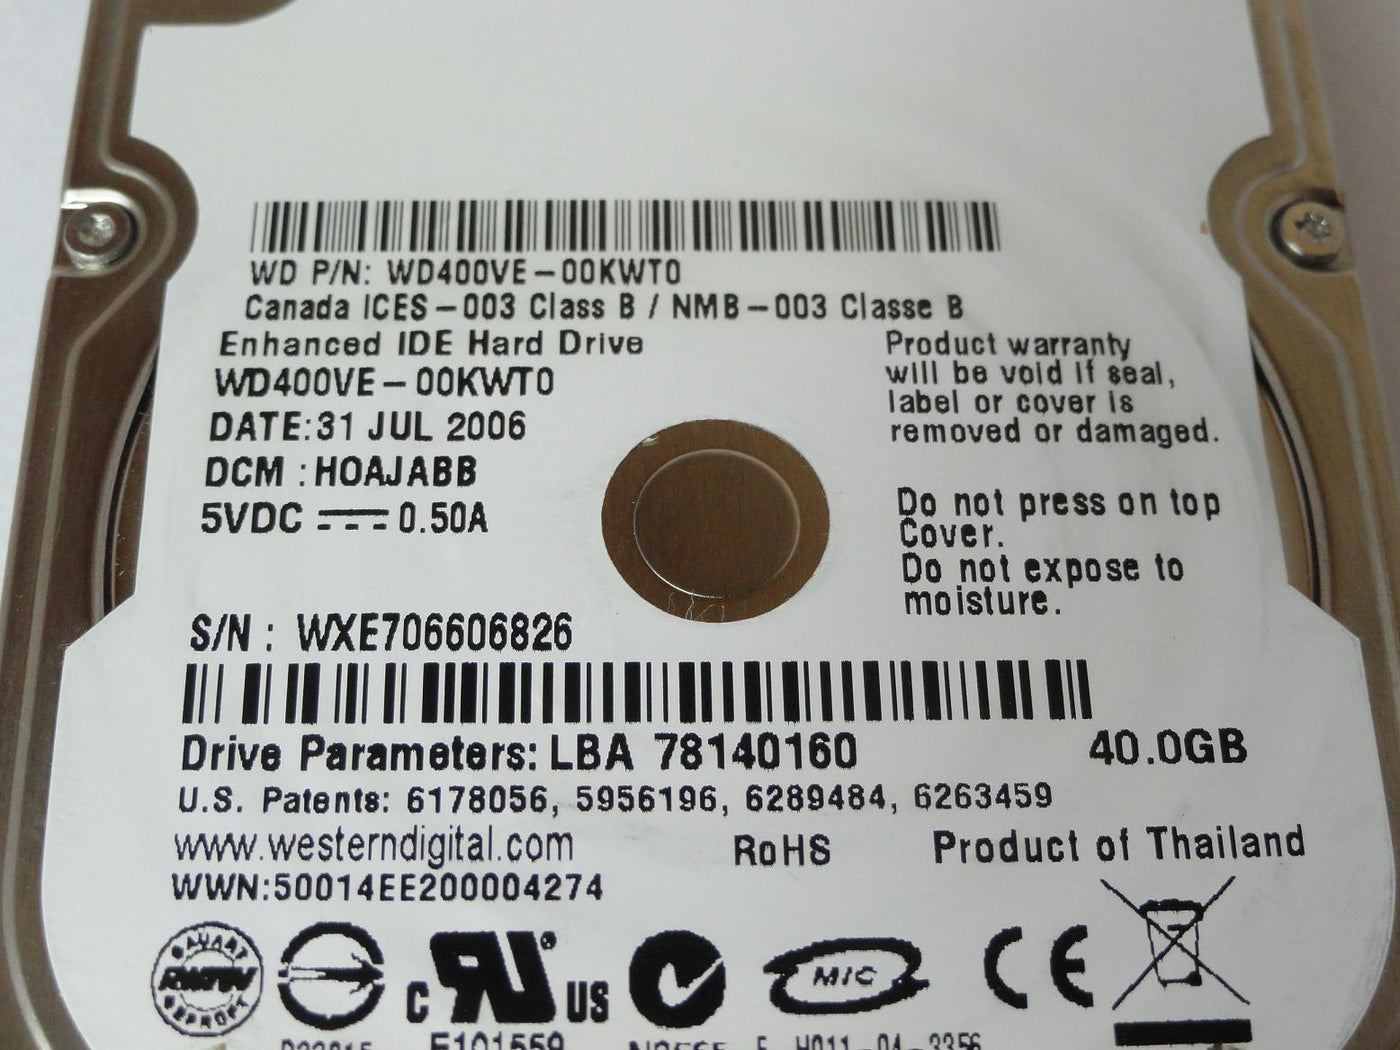 WD P/N: WD400VE-00KWT0
Canada ICES-003 Class B / NMB-003 Classe B
Enhanced IDE Hard Drive
WD400VE-00KWT0
DATE:31 JUL 2006
DCM :HOAJABB
5VDC 0.50A
Product warranty
will be void if seal,
label or cover is
removed or damaged.
Do not press on top
Cover.
Do not expose to
moisture.
S/N: WXE706606826
Drive Parameters: LBA 78140160 40.0GB
U.S. Patents: 6178056, 5956196, 6289484, 6263459
www.westerndigital.com RoHS Product of Thailand
WWN:50014EE200004274
BAUART
GEPRÜFT
C US MIC CE
E101559